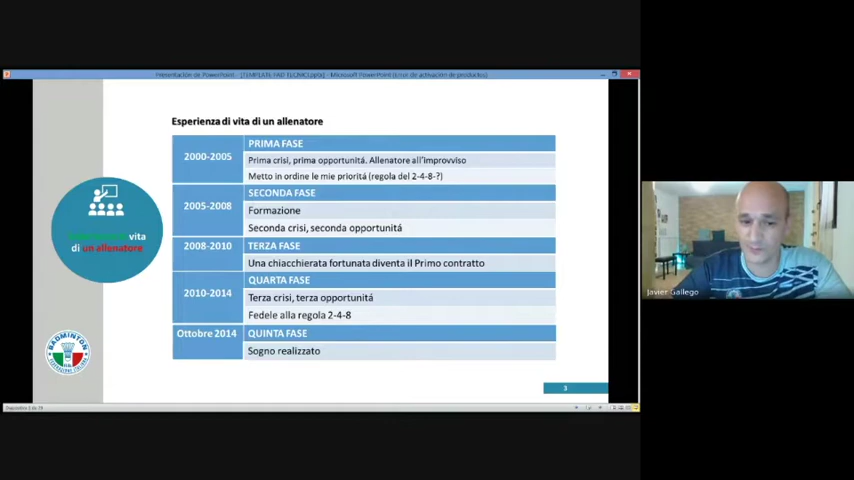 Presentación de PowerPoint - [TEMPLATE FAD TECNICI.pptx] - Microsoft PowerPoint (Error de activación de productos)
Esperienza di vita di un allenatore
2000-2005
PRIMA FASE
Prima crisi, prima opportunitá. Allenatore all'improvviso
Metto in ordine le mie prioritá (regola del 2-4-8-?)
2005-2008
SECONDA FASE
Formazione
Seconda crisi, seconda opportunitá
2008-2010
TERZA FASE
Una chiacchierata fortunata diventa il Primo contratto
2010-2014
QUARTA FASE
Terza crisi, terza opportunitá
Fedele alla regola 2-4-8
Ottobre 2014
QUINTA FASE
Sogno realizzato
vita
di un allenatore
BADMINTON
FEDERAZIONE ITALIANA
3
Javier Gallego